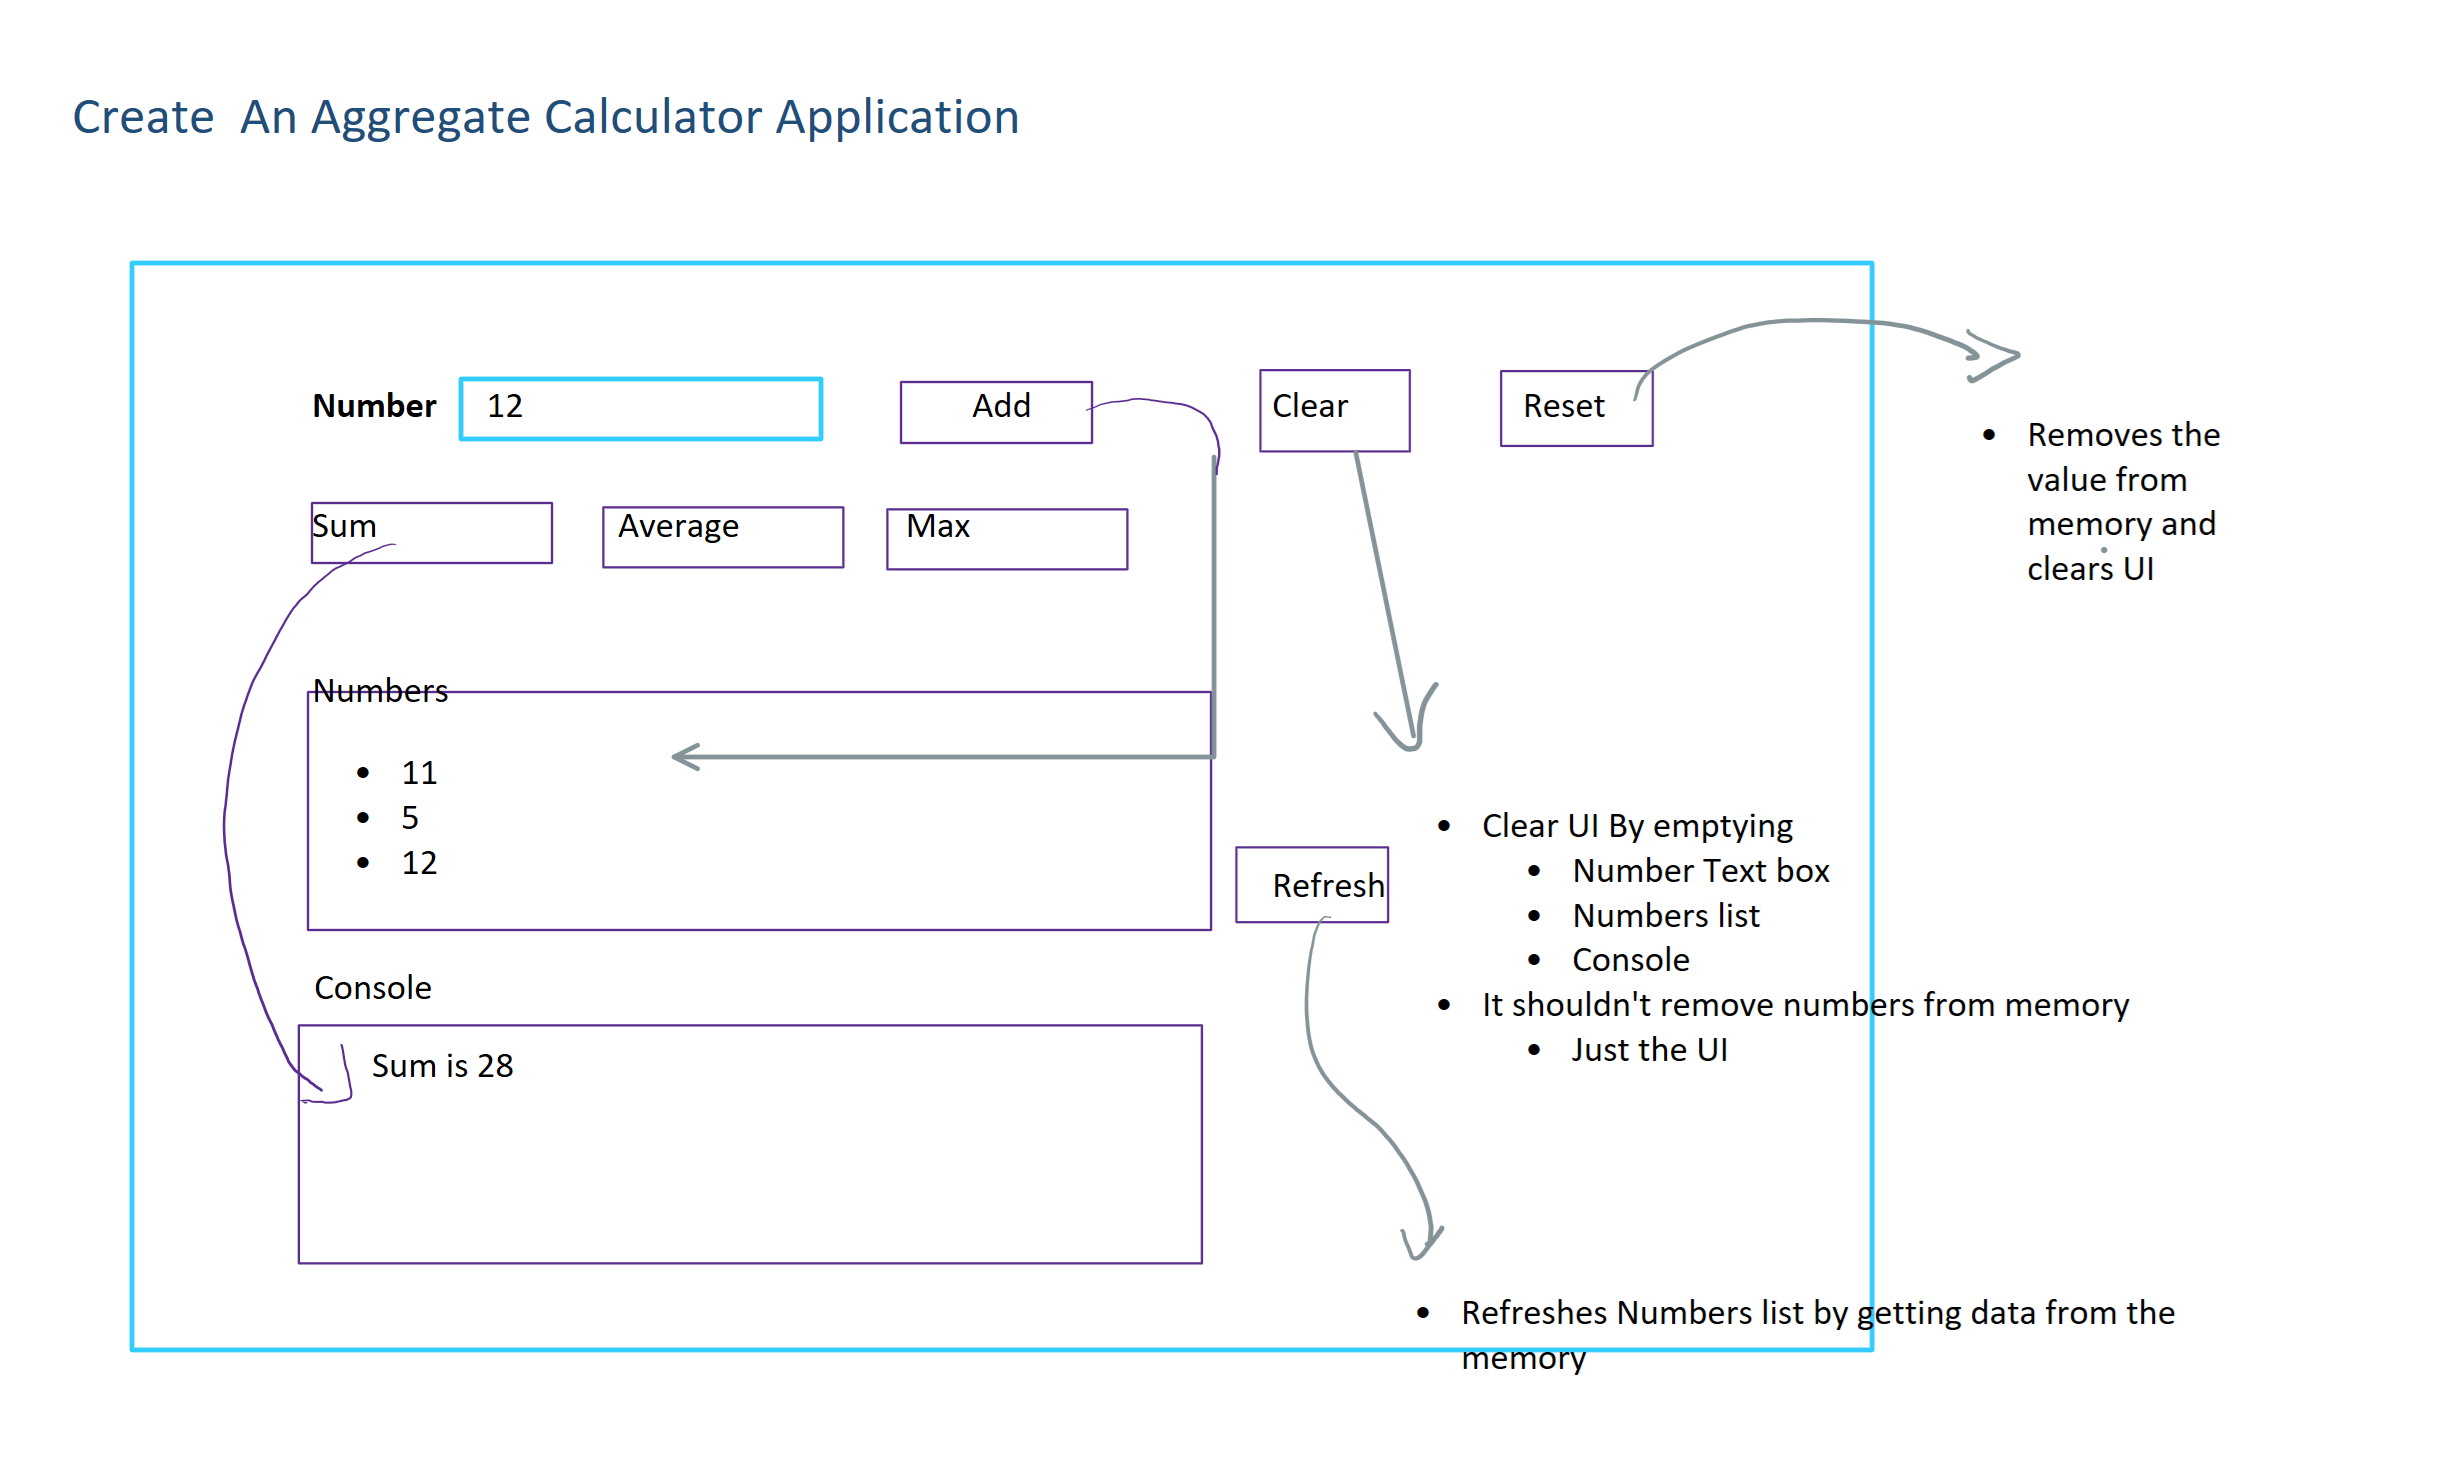 Create  An Aggregate Calculator Application
Number 12 Add Clear Reset
Sum Average Max
Numbers
• 11
• 5
• 12
Refresh
Console
Sum is 28
• Removes the
value from
memory and
clears UI
• Clear UI By emptying
• Number Text box
• Numbers list
• Console
• It shouldn't remove numbers from memory
• Just the UI
• Refreshes Numbers list by getting data from the
memory